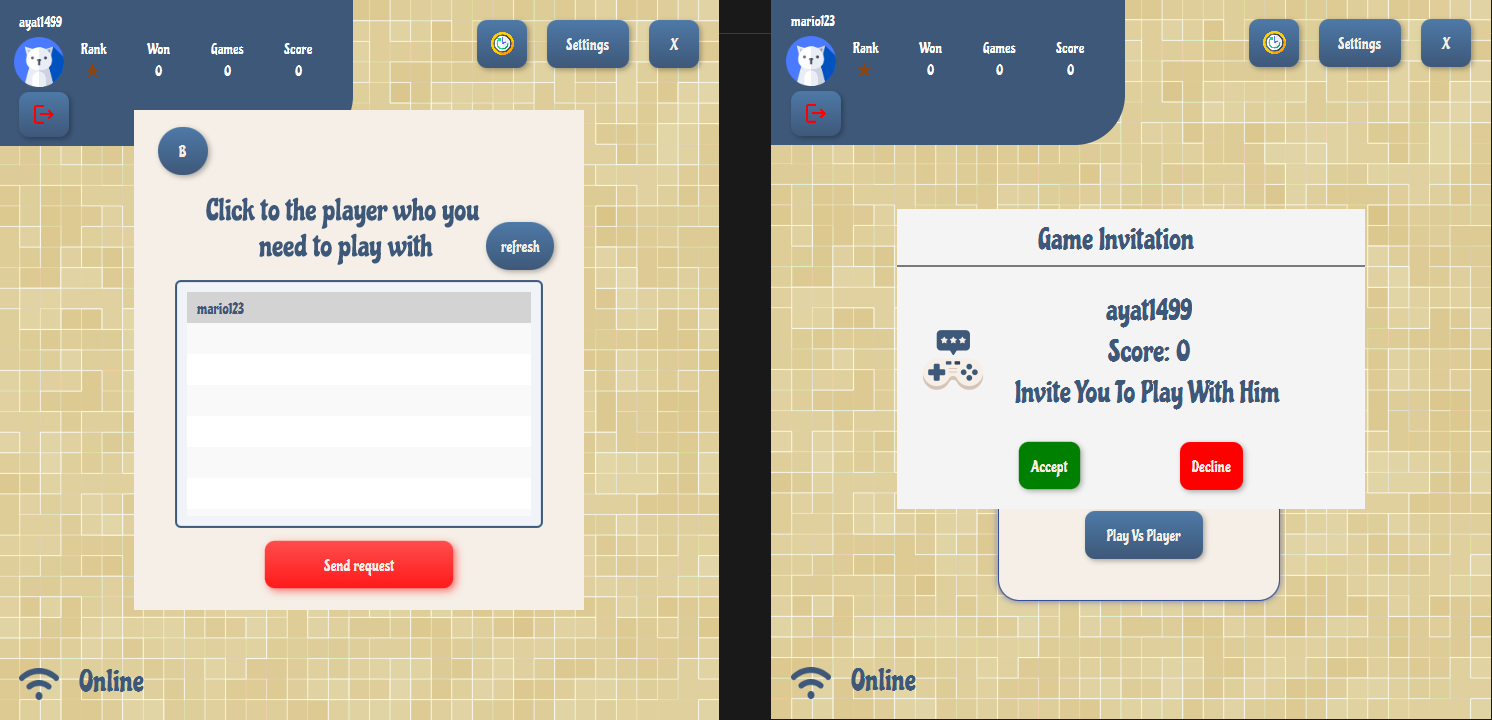 ayat1499
Rank Won Games Score
0 0 0
Settings X
B
Click to the player who you
need to play with
refresh
mario123
Send request
Online
mario123
Rank Won Games Score
0 0 0
Settings X
Game Invitation
ayat1499
Score: 0
Invite You To Play With Him
Accept Decline
Play Vs Player
Online